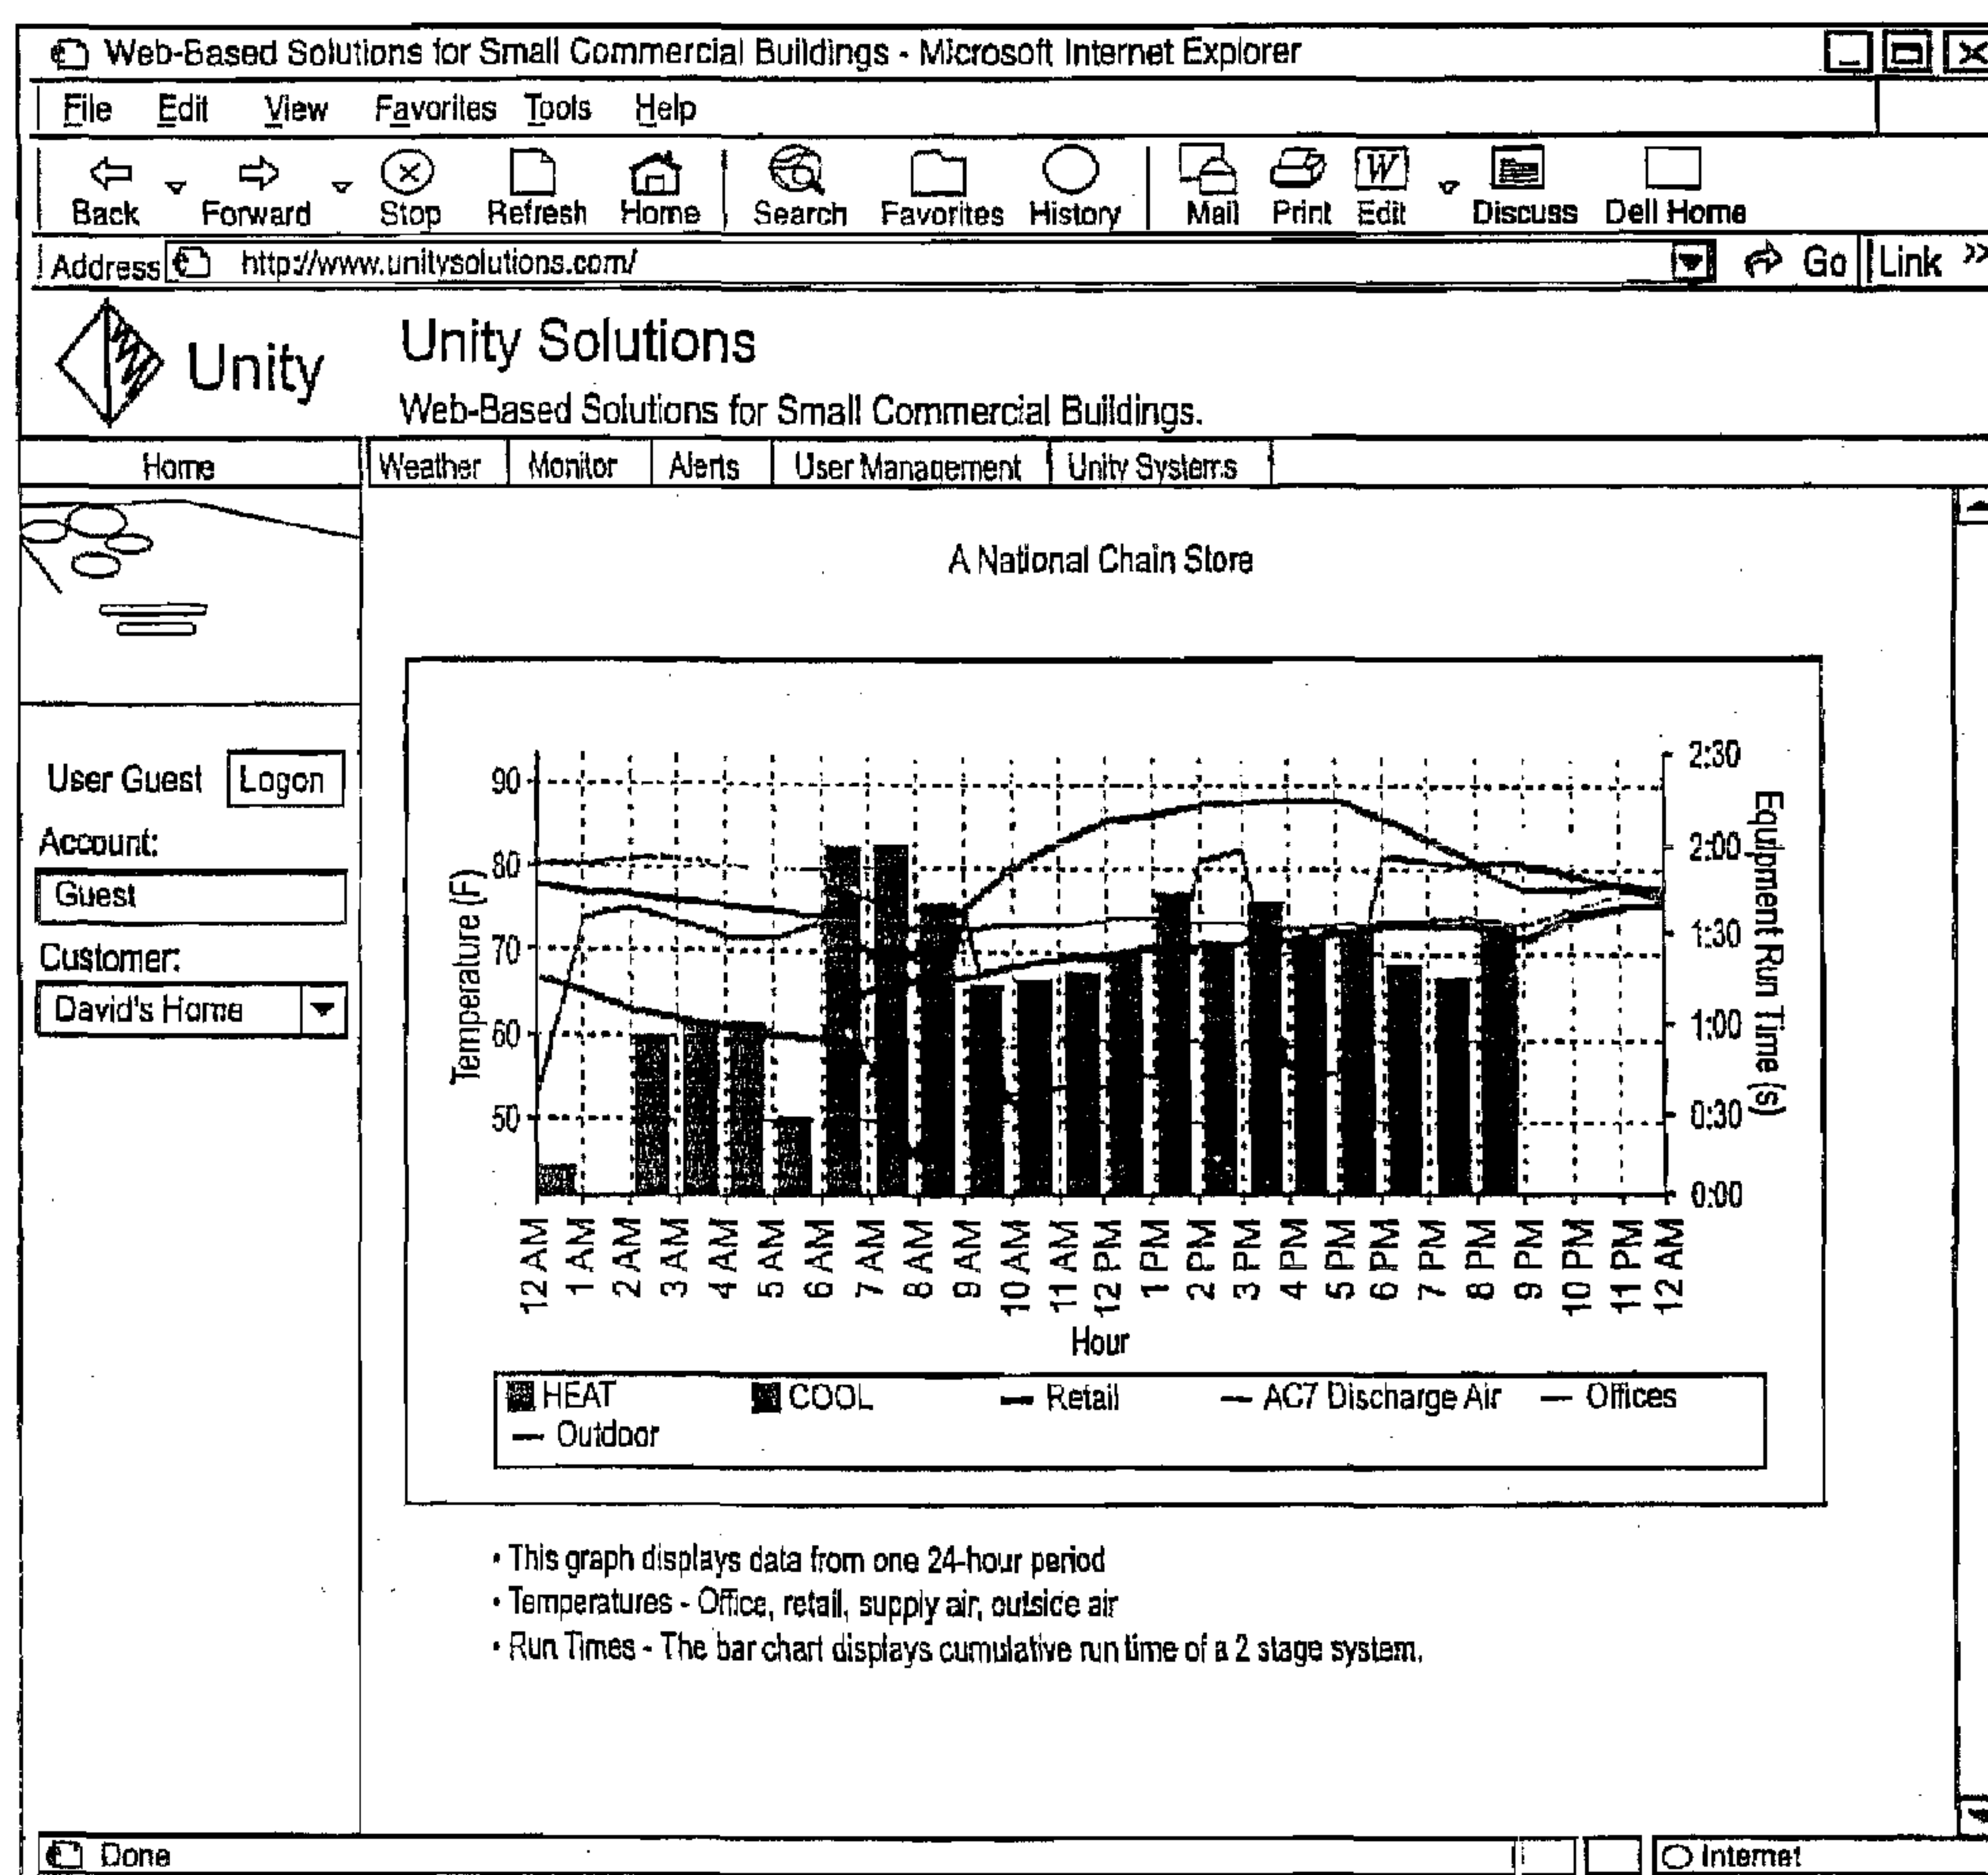 Web-Based Solutions for Small Commercial Buildings - Microsoft Internet Explorer
File Edit View Favorites Tools Help
Back Forward Stop Refresh Home Search Favorites History Mail Print Edit Discuss Dell Home
Address http://www.unitysolutions.com/ Go Link »
Unity
Unity Solutions
Web-Based Solutions for Small Commercial Buildings.
Home Weather Monitor Alerts User Management Unity Systems
A National Chain Store
User Guest Logon
Account:
Guest
Customer:
David's Home
Temperature (F)
90
80
70
60
50
2:30
2:00
1:30
1:00
0:30
0:00
Equipment Run Time (s)
12 AM 1 AM 2 AM 3 AM 4 AM 5 AM 6 AM 7 AM 8 AM 9 AM 10 AM 11 AM 12 PM 1 PM 2 PM 3 PM 4 PM 5 PM 6 PM 7 PM 8 PM 9 PM 10 PM 11 PM 12 AM
Hour
HEAT COOL Retail AC7 Discharge Air Offices
Outdoor
• This graph displays data from one 24-hour period
• Temperatures - Office, retail, supply air, outside air
• Run Times - The bar chart displays cumulative run time of a 2 stage system.
Done Internet